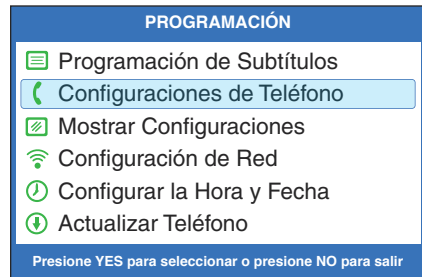 PROGRAMACIÓN
Programación de Subtítulos
Configuraciones de Teléfono
Mostrar Configuraciones
Configuración de Red
Configurar la Hora y Fecha
Actualizar Teléfono
Presione YES para seleccionar o presione NO para salir